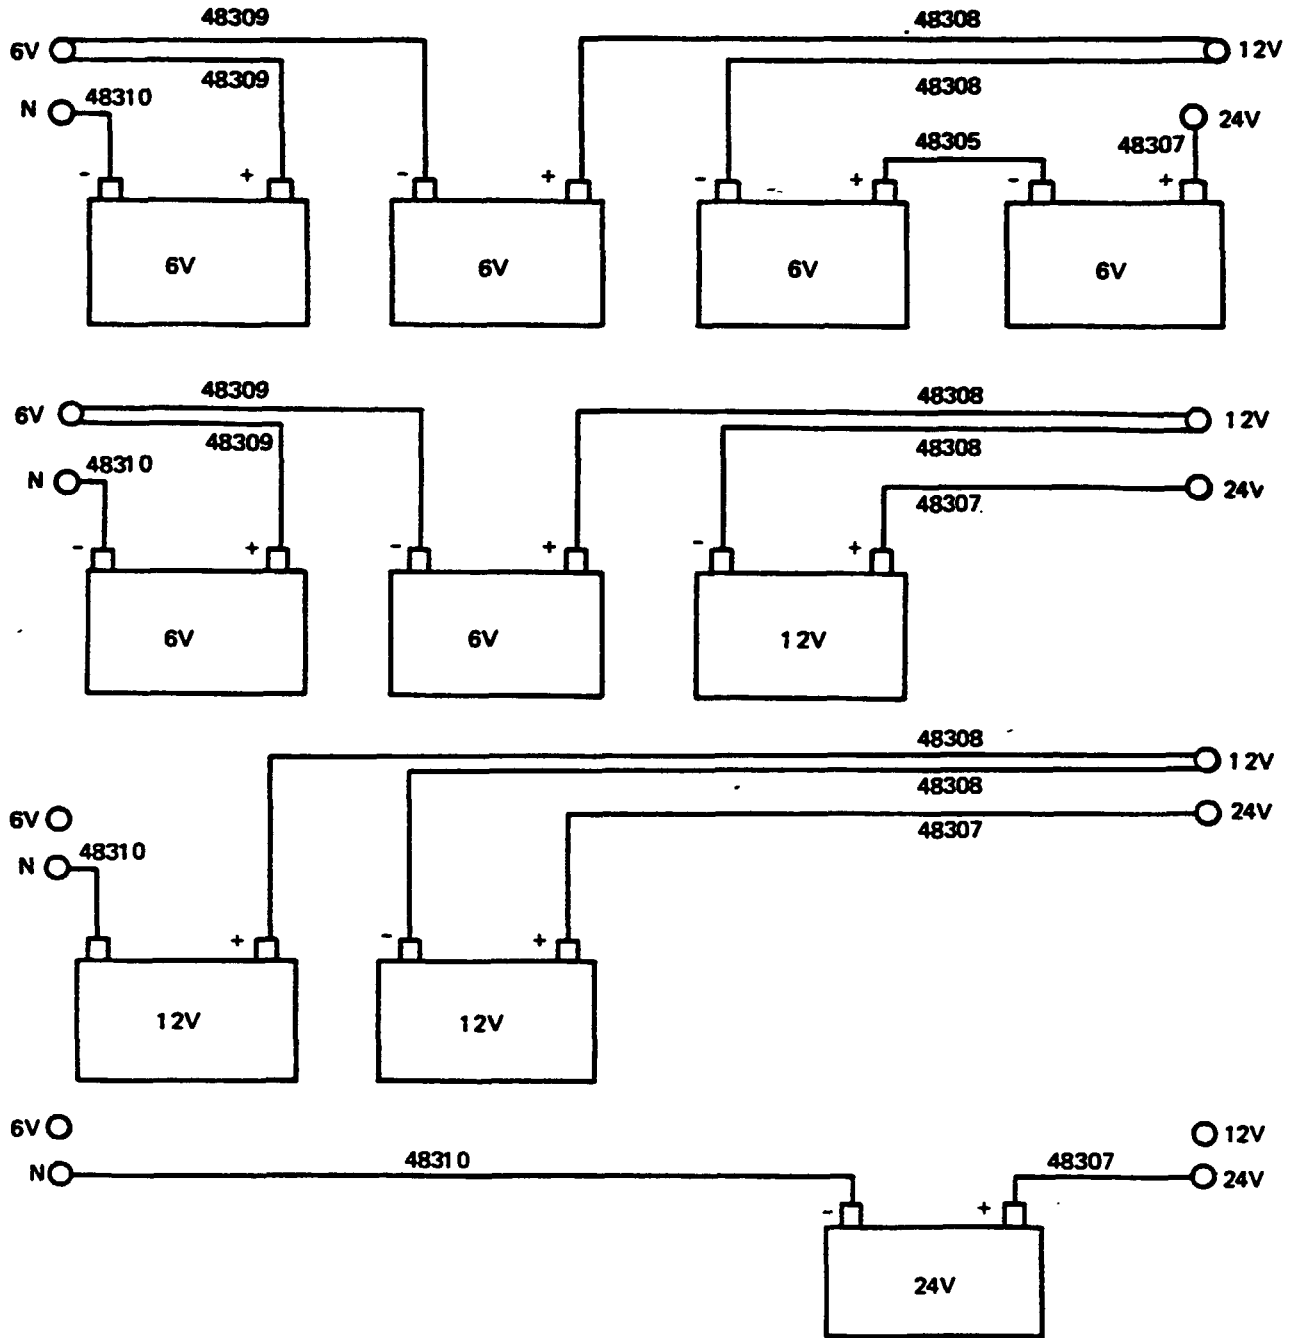 48309
48308
6V
12V
48309
48308
N
48310
24V
48305
48307
- + - + - + - +
6V
6V
6V
6V
48309
48308
6V
12V
48309
48308
N
48310
24V
48307
- + - + - +
6V
6V
12V
48308
12V
48308
6V
24V
48307
N
48310
+ - +
12V
12V
6V
12V
N
48310
48307
24V
- +
24V